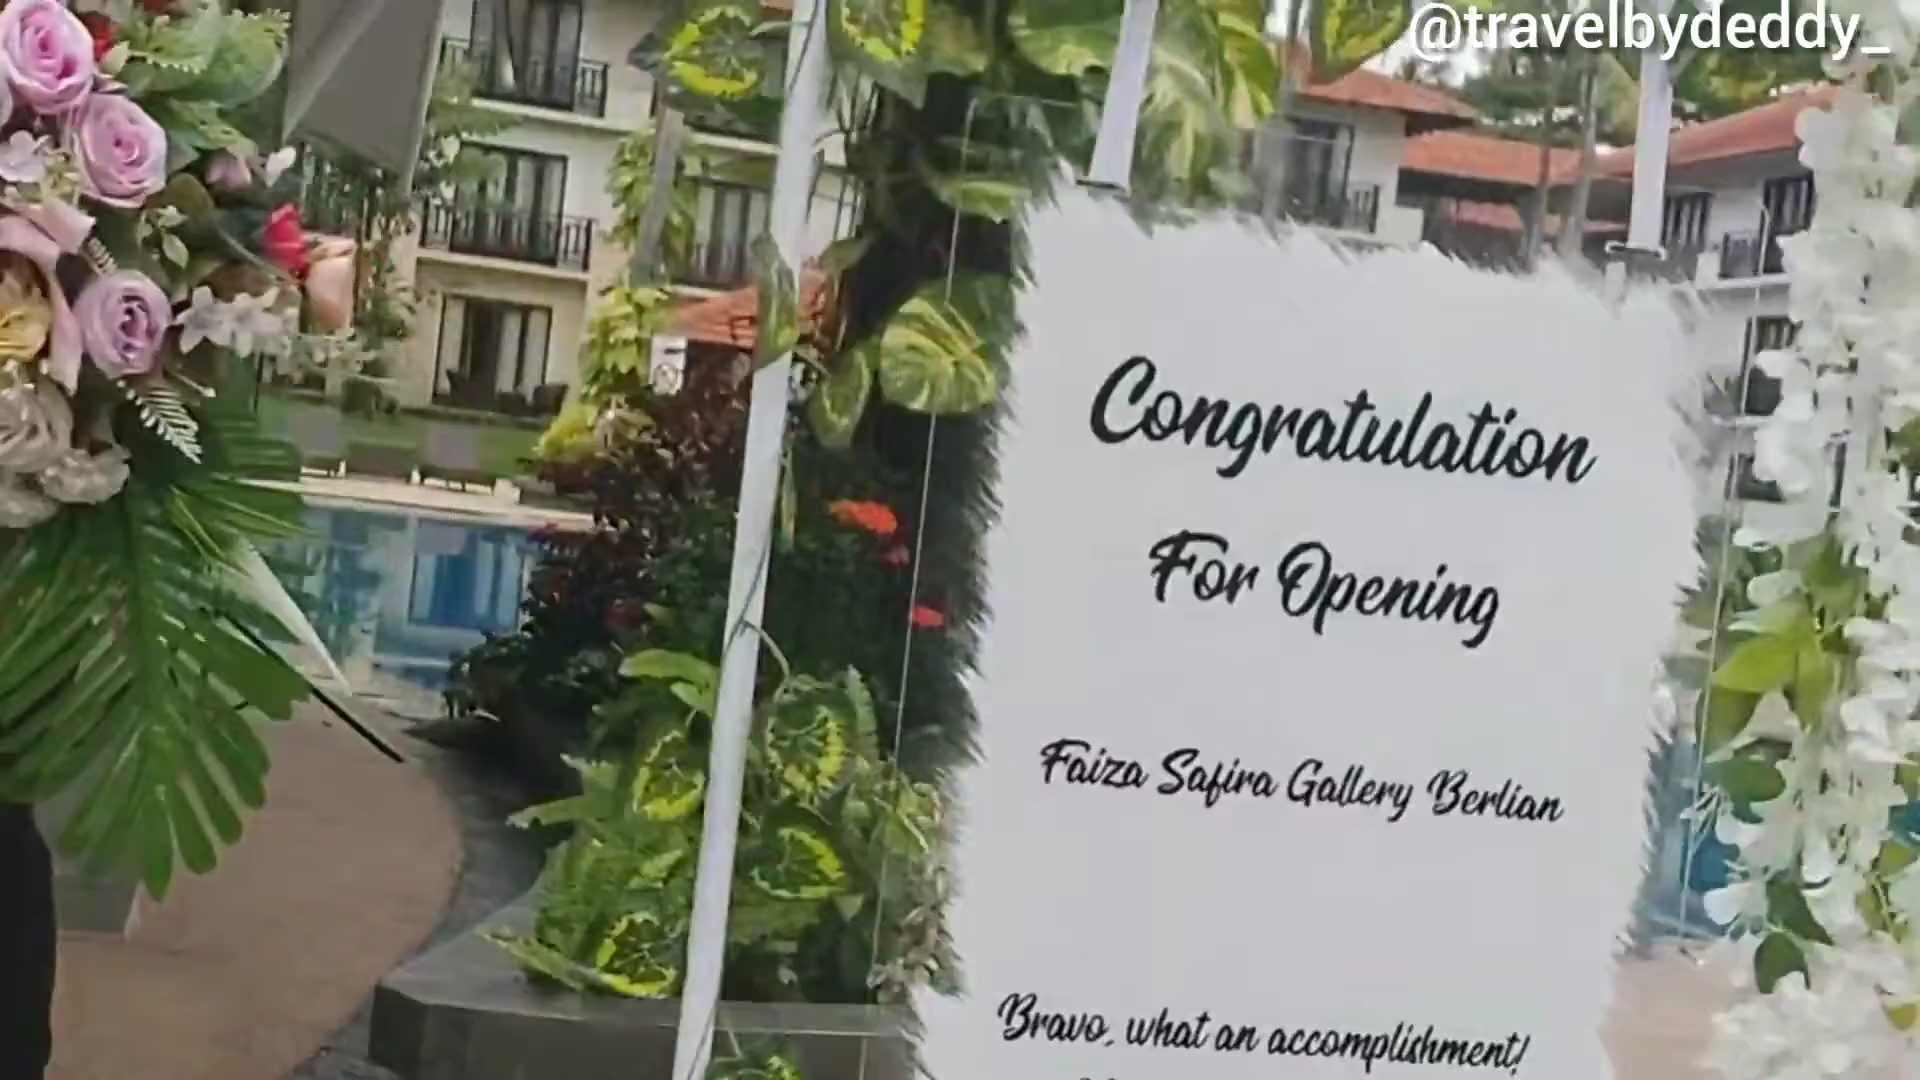 @travelbydeddy_
Congratulation
For Opening
Faiza Safira Gallery Berlian
Bravo, what an accomplishment!